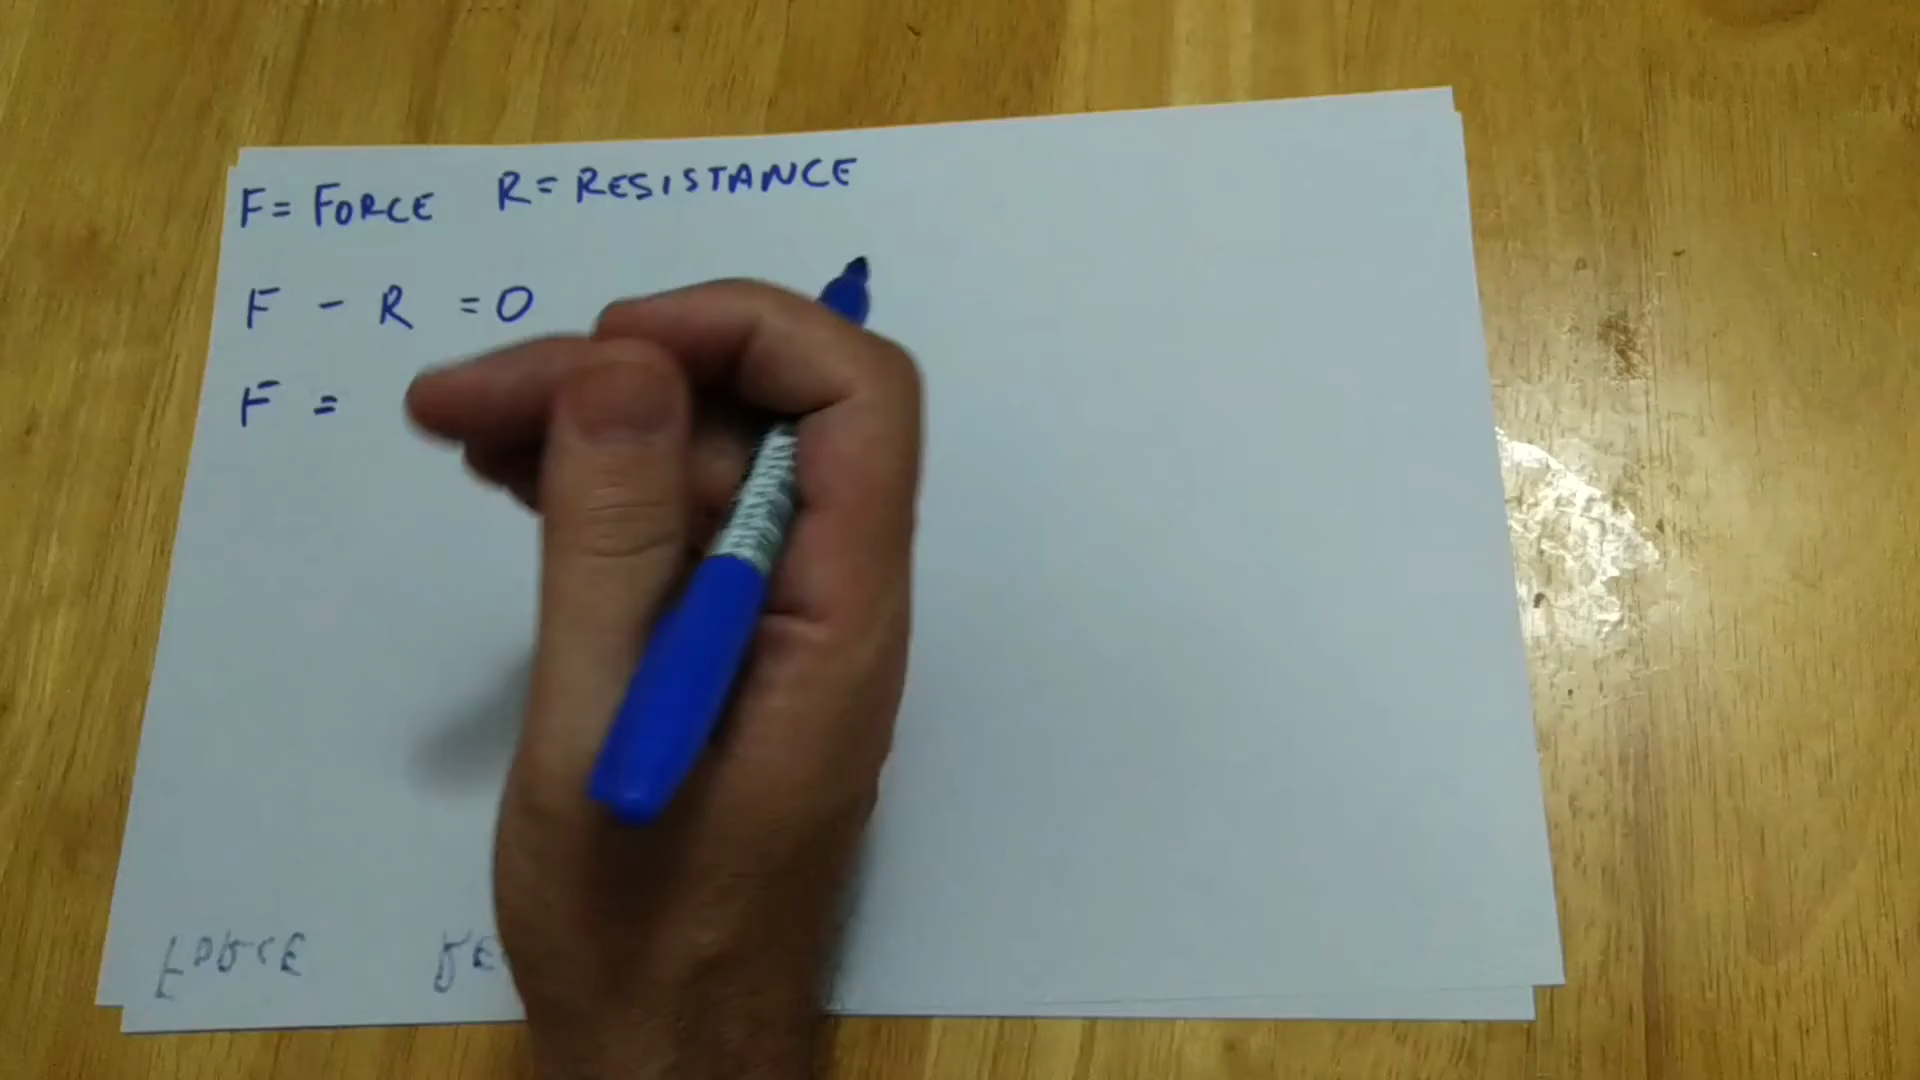 F = FORCE R = RESISTANCE
F - R = 0
F =